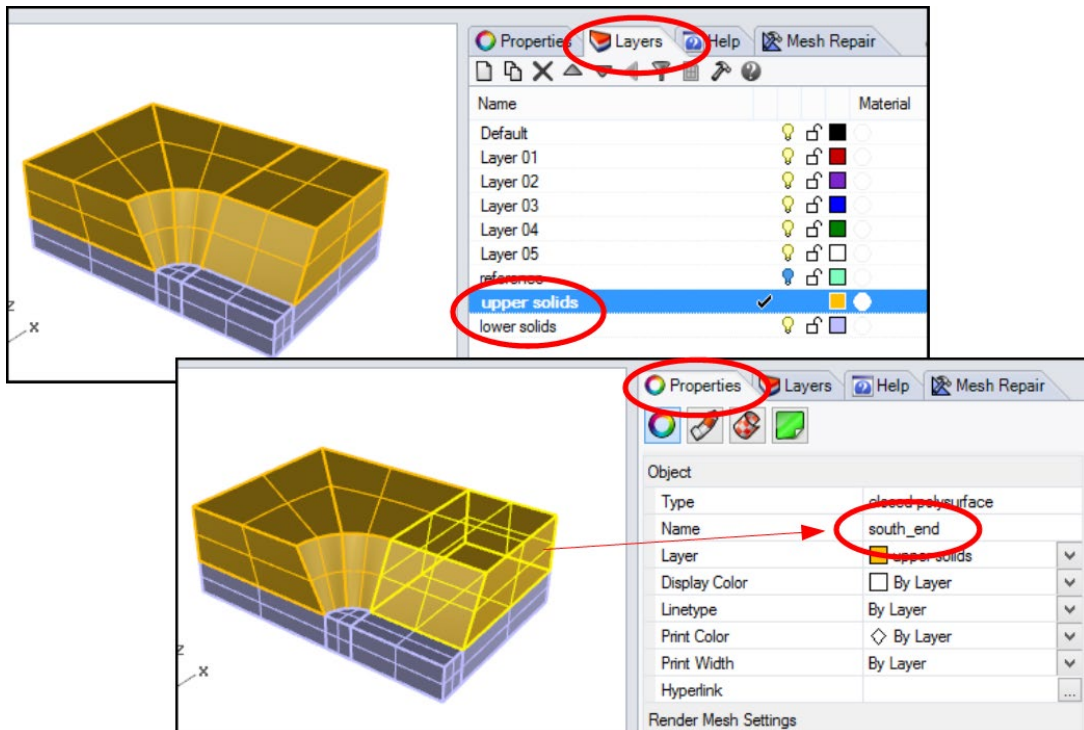 Properties Layers Help Mesh Repair
Name Material
Default
Layer 01
Layer 02
Layer 03
Layer 04
Layer 05
reference
upper solids
lower solids
z
x
Properties Layers Help Mesh Repair
Object
Type closed polysurface
Name south_end
Layer upper solids
Display Color By Layer
Linetype By Layer
Print Color By Layer
Print Width By Layer
Hyperlink ...
Render Mesh Settings
z
x